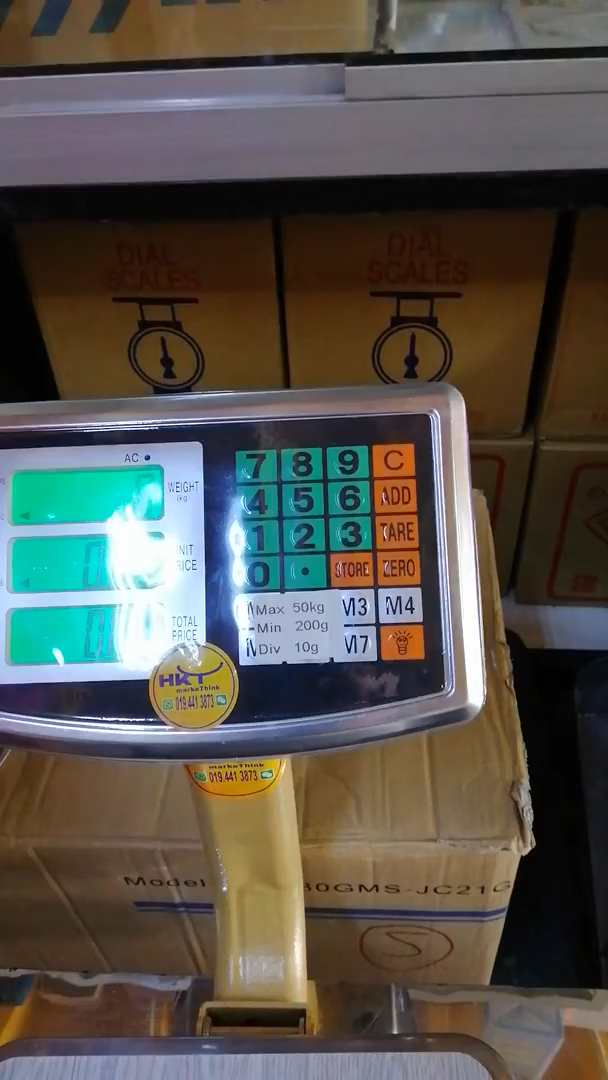 DIAL
SCALES
DIAL
SCALES
AC
WEIGHT
kg
PRICE
TOTAL
PRICE
7 8 9 C
4 5 6 ADD
1 2 3 TARE
0 . STORE ZERO
M3 M4
M7
Max 50kg
Min 200g
Div 10g
HKT
markeThink
019.441 3873
markeThink
019.441 3873
Model
30GMS-JC21G
S